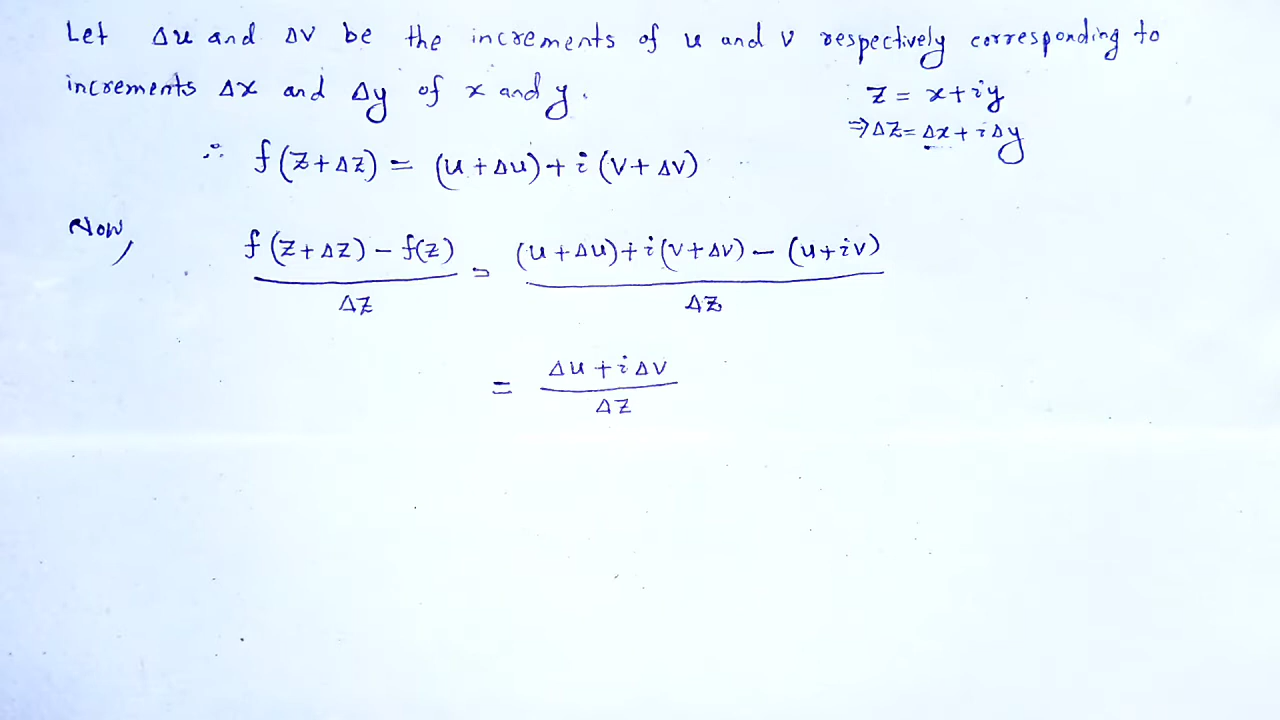 Let Δu and Δv be the increments of u and v respectively corresponding to
increments Δx and Δy of x and y.
z = x+iy
⇒Δz = Δx + iΔy
∴ f(z+Δz) = (u+Δu)+i(v+Δv)
Now, (f(z+Δz) − f(z))/Δz = ((u+Δu)+i(v+Δv) − (u+iv))/Δz
= (Δu+iΔv)/Δz